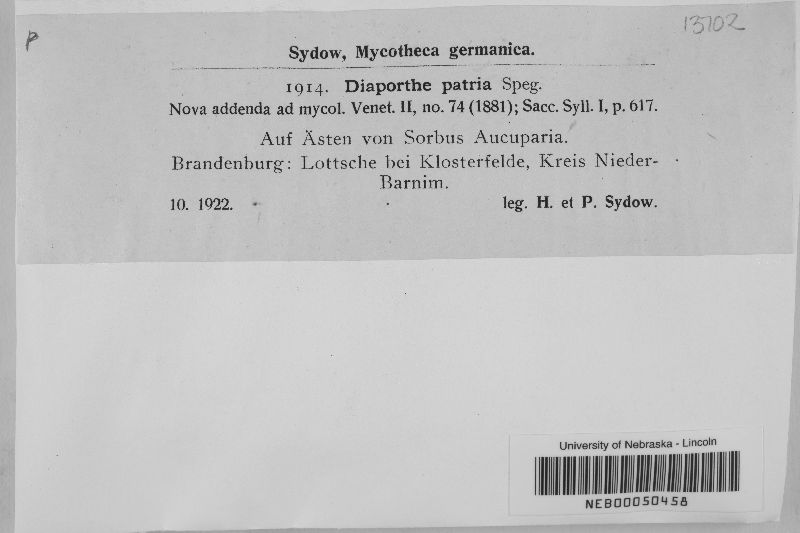 P
13702
Sydow, Mycotheca germanica.
1914. Diaporthe patria Speg.
Nova addenda ad mycol. Venet. II, no. 74 (1881); Sacc. Syll. I, p. 617.
Auf Ästen von Sorbus Aucuparia.
Brandenburg: Lottsche bei Klosterfelde, Kreis Nieder-
Barnim.
10. 1922. leg. H. et P. Sydow.
University of Nebraska - Lincoln
NEB00050458